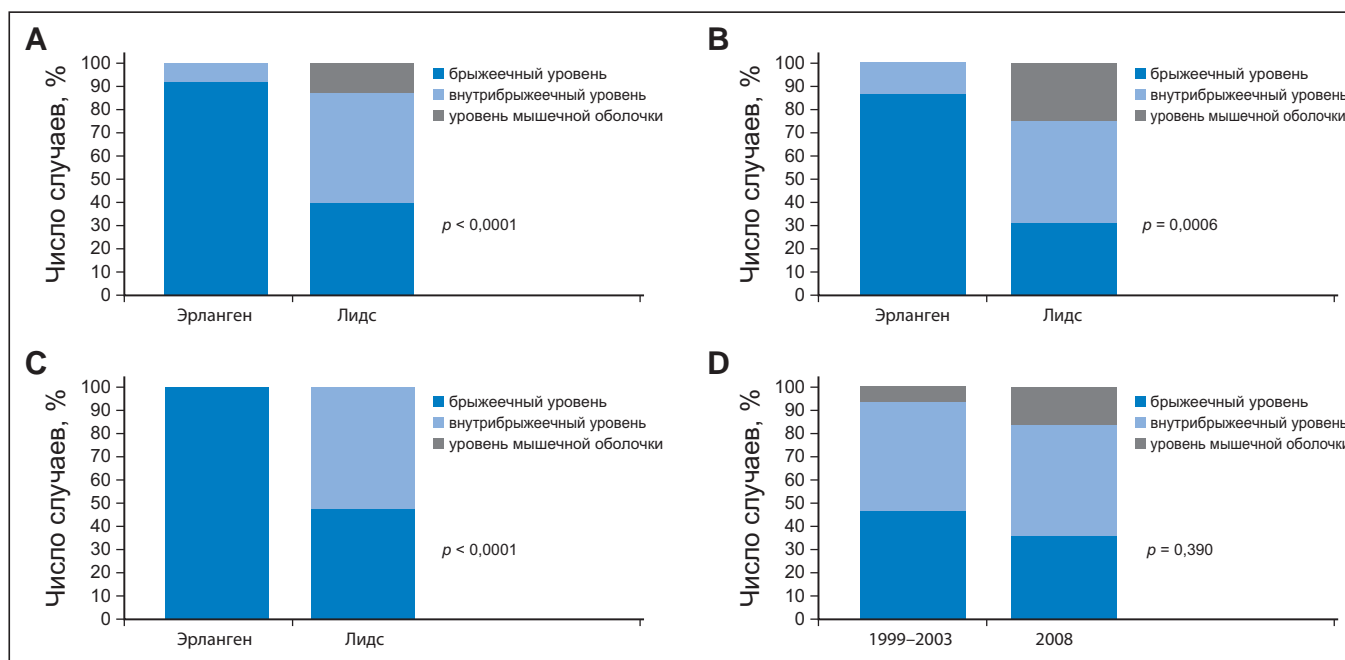 A
Число случаев, %
100
90
80
70
60
50
40
30
20
10
0
брыжеечный уровень
внутрибрыжеечный уровень
уровень мышечной оболочки
p < 0,0001
Эрланген
Лидс
B
Число случаев, %
100
90
80
70
60
50
40
30
20
10
0
брыжеечный уровень
внутрибрыжеечный уровень
уровень мышечной оболочки
p = 0,0006
Эрланген
Лидс
C
Число случаев, %
100
90
80
70
60
50
40
30
20
10
0
брыжеечный уровень
внутрибрыжеечный уровень
уровень мышечной оболочки
p < 0,0001
Эрланген
Лидс
D
Число случаев, %
100
90
80
70
60
50
40
30
20
10
0
брыжеечный уровень
внутрибрыжеечный уровень
уровень мышечной оболочки
p = 0,390
1999–2003
2008